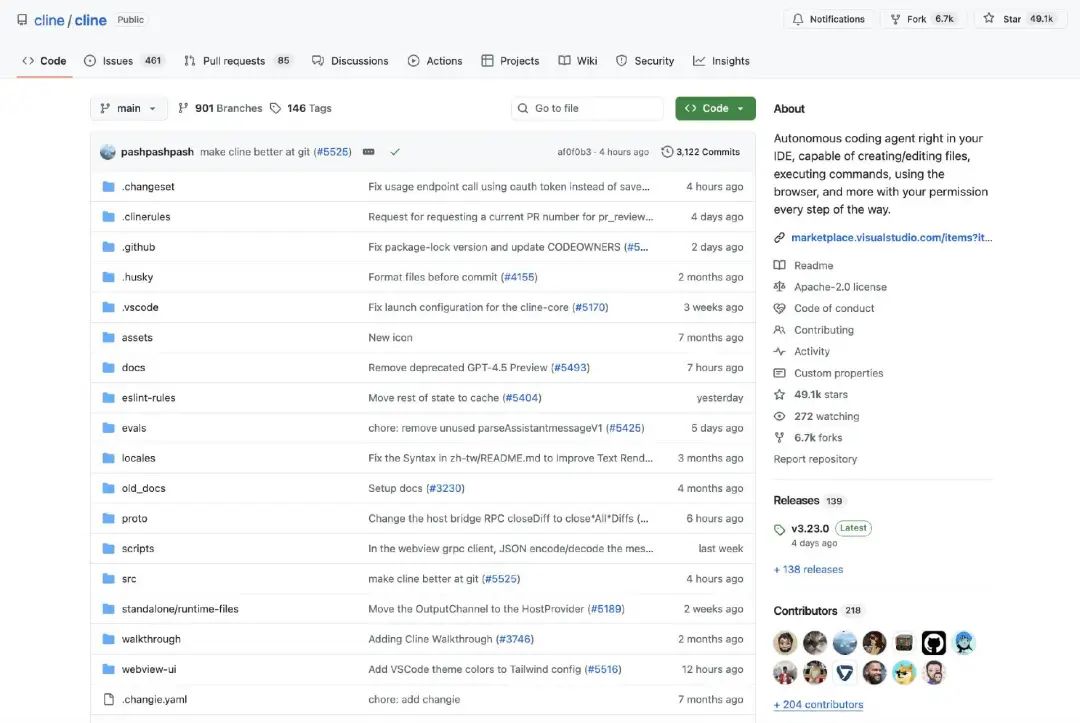 cline / cline Public
Notifications
Fork 6.7k
Star 49.1k
Code
Issues 461
Pull requests 85
Discussions
Actions
Projects
Wiki
Security
Insights
main
901 Branches
146 Tags
Go to file
Code
pashpashpash make cline better at git (#5525)
af0f0b3 · 4 hours ago
3,122 Commits
.changeset Fix usage endpoint call using oauth token instead of save... 4 hours ago
.clinerules Request for requesting a current PR number for pr_review... 4 days ago
.github Fix package-lock version and update CODEOWNERS (#5... 2 days ago
.husky Format files before commit (#4155) 2 months ago
.vscode Fix launch configuration for the cline-core (#5170) 3 weeks ago
assets New icon 7 months ago
docs Remove deprecated GPT-4.5 Preview (#5493) 7 hours ago
eslint-rules Move rest of state to cache (#5404) yesterday
evals chore: remove unused parseAssistantmessageV1 (#5425) 5 days ago
locales Fix the Syntax in zh-tw/README.md to Improve Text Rend... 3 months ago
old_docs Setup docs (#3230) 4 months ago
proto Change the host bridge RPC closeDiff to close*All*Diffs (... 6 hours ago
scripts In the webview grpc client, JSON encode/decode the mes... last week
src make cline better at git (#5525) 4 hours ago
standalone/runtime-files Move the OutputChannel to the HostProvider (#5189) 2 weeks ago
walkthrough Adding Cline Walkthrough (#3746) 2 months ago
webview-ui Add VSCode theme colors to Tailwind config (#5516) 12 hours ago
.changie.yaml chore: add changie 7 months ago
About
Autonomous coding agent right in your
IDE, capable of creating/editing files,
executing commands, using the
browser, and more with your permission
every step of the way.
marketplace.visualstudio.com/items?it...
Readme
Apache-2.0 license
Code of conduct
Contributing
Activity
Custom properties
49.1k stars
272 watching
6.7k forks
Report repository
Releases 139
v3.23.0 Latest
4 days ago
+ 138 releases
Contributors 218
+ 204 contributors